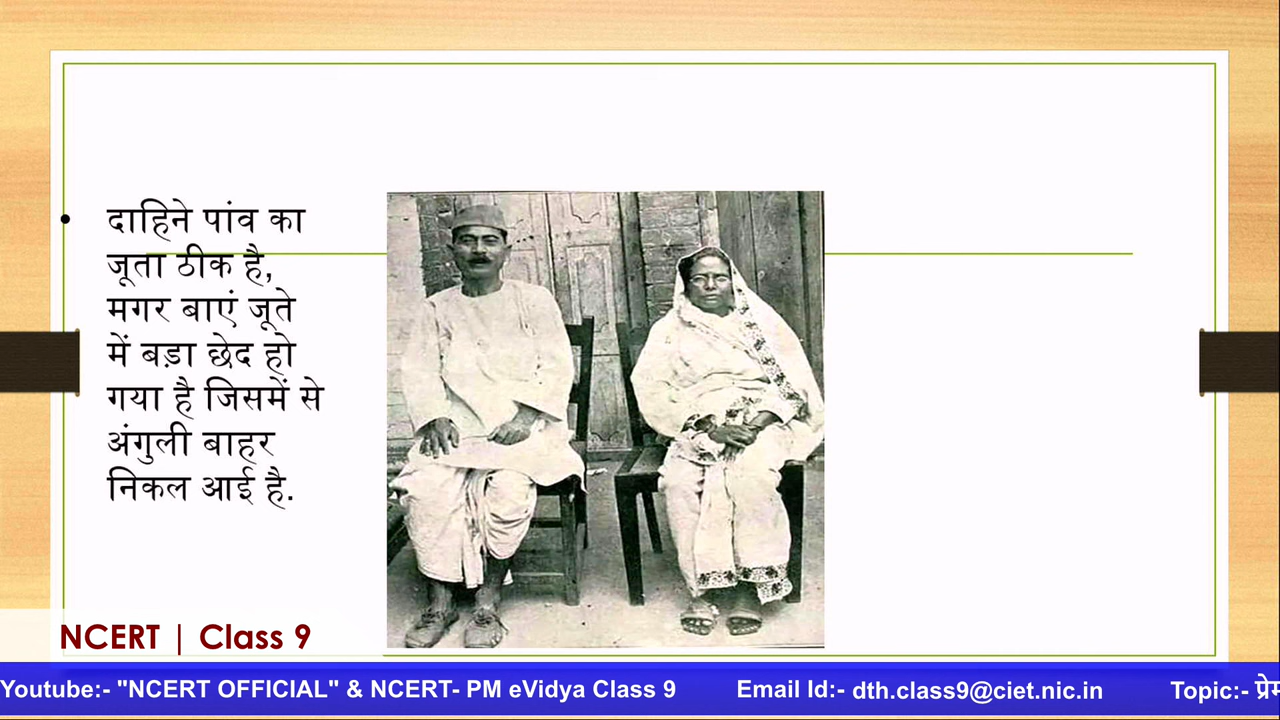 • दाहिने पांव का
जूता ठीक है,
मगर बाएं जूते
में बड़ा छेद हो
गया है जिसमें से
अंगुली बाहर
निकल आई है.
NCERT | Class 9
Youtube:- "NCERT OFFICIAL" & NCERT- PM eVidya Class 9 Email Id:- dth.class9@ciet.nic.in Topic:-